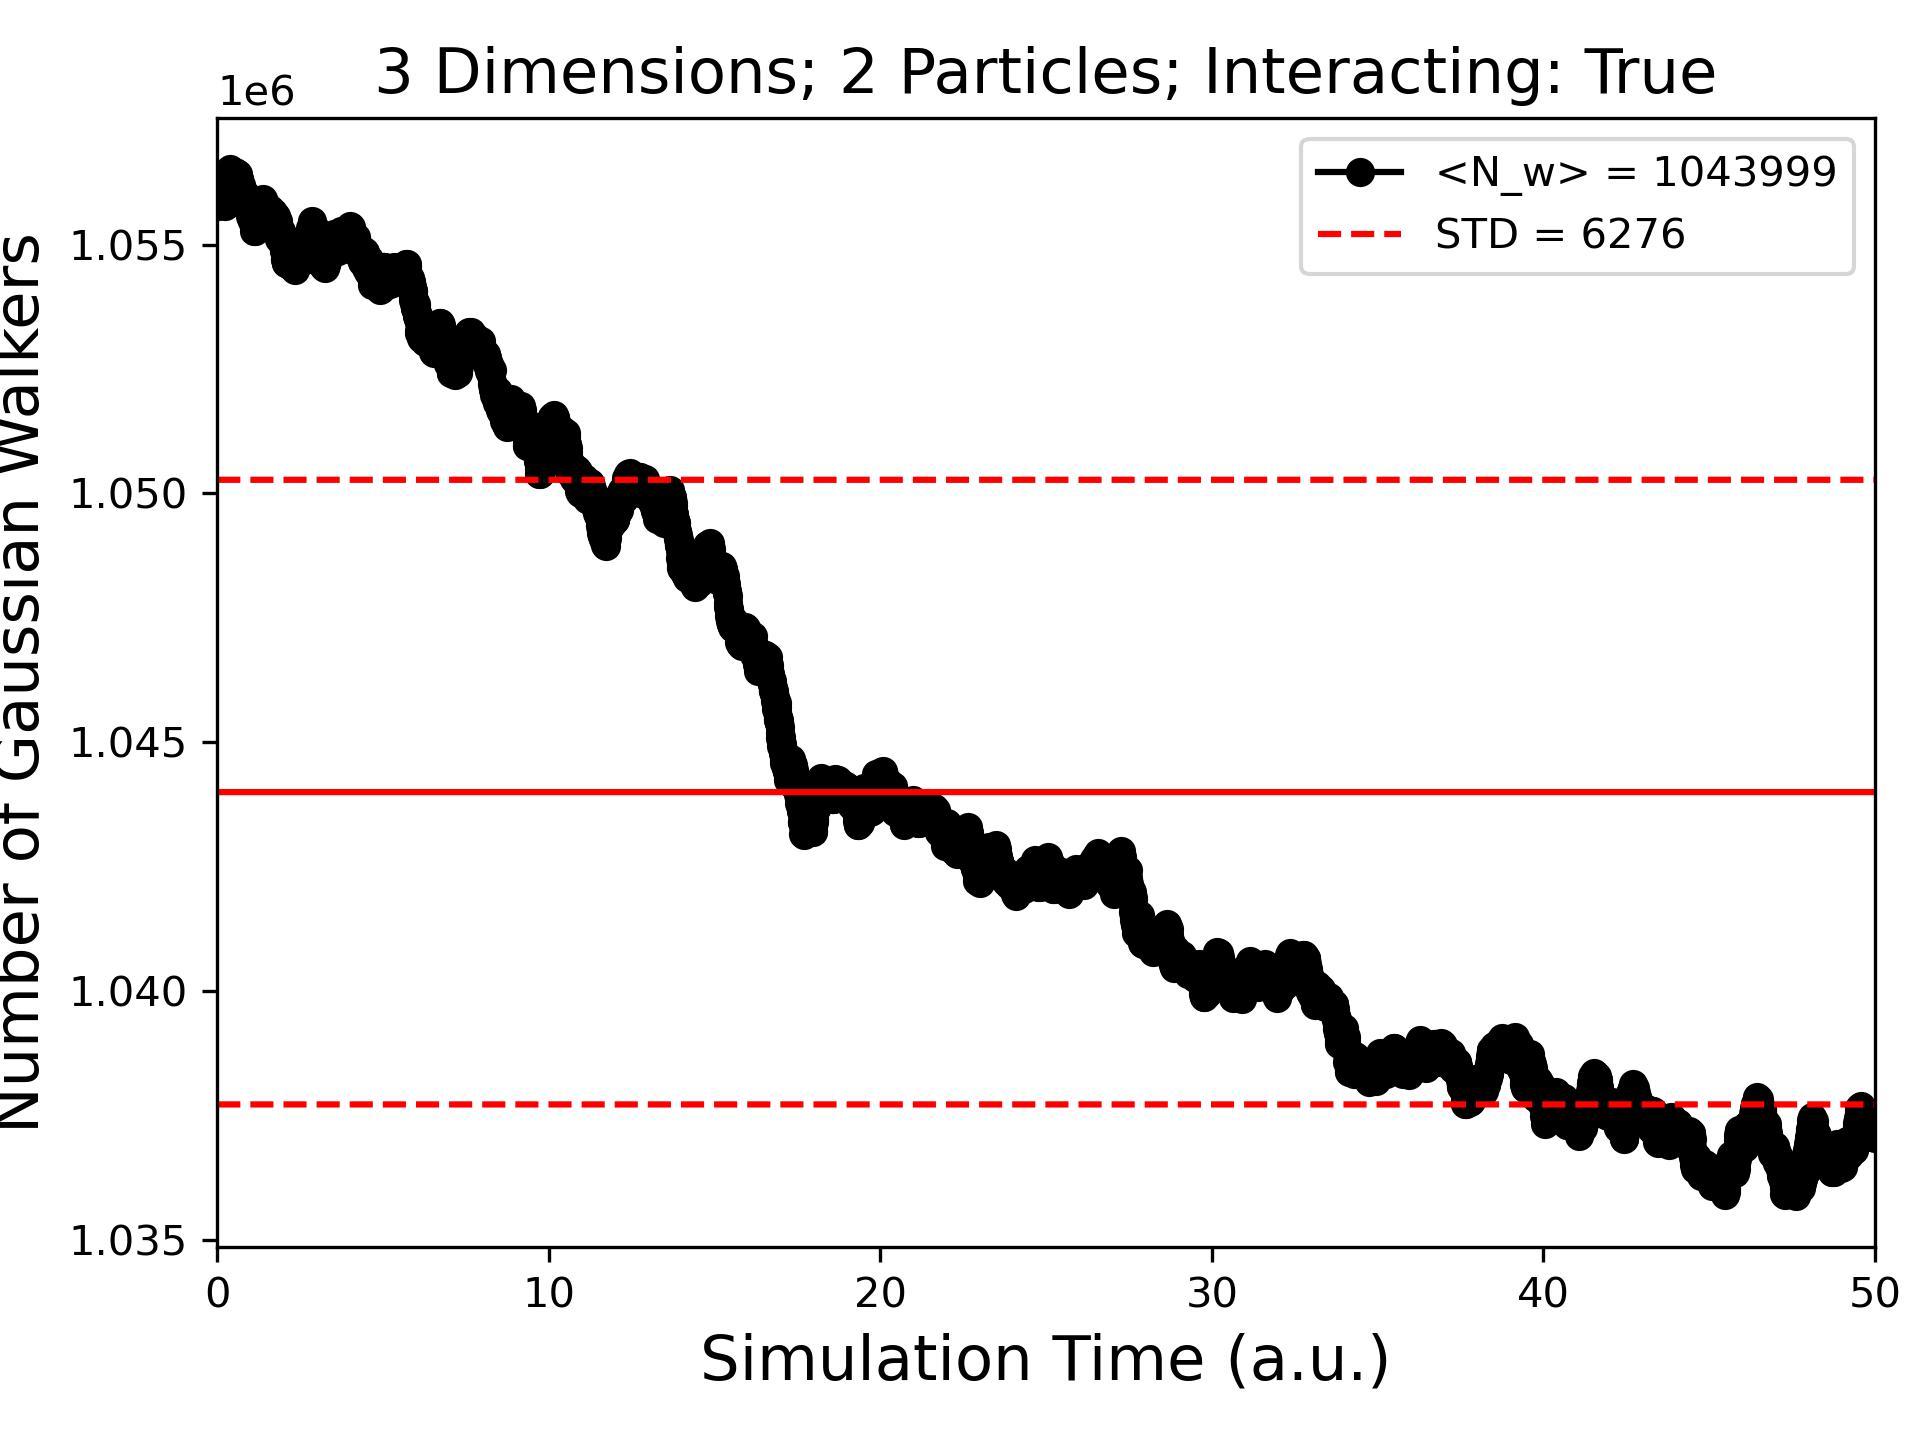 3 Dimensions; 2 Particles; Interacting: True
1e6
<N_w> = 1043999
STD = 6276
Number of Gaussian Walkers
1.055
1.050
1.045
1.040
1.035
0 10 20 30 40 50
Simulation Time (a.u.)